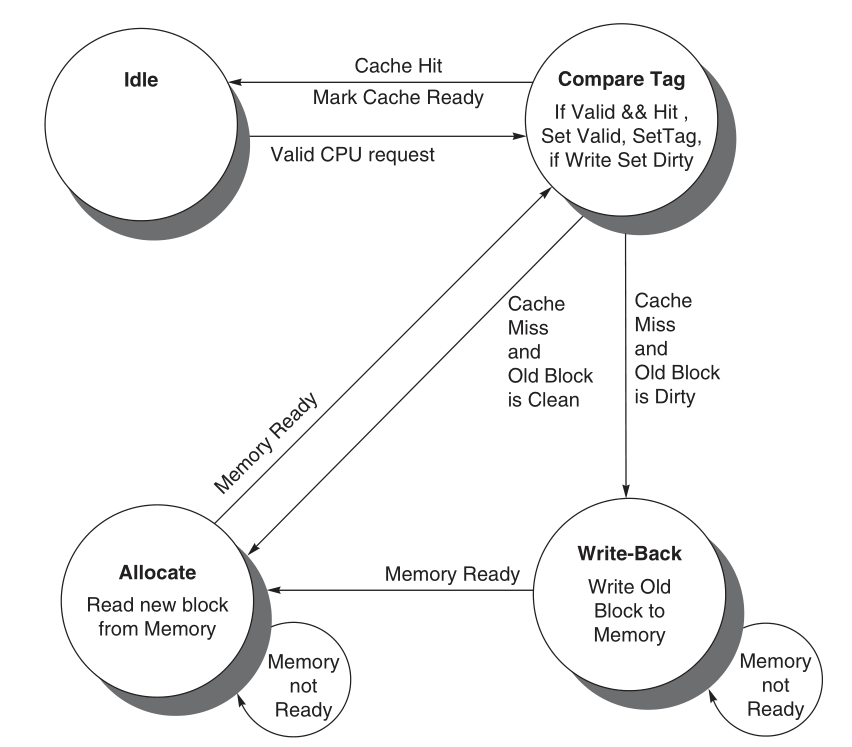 Idle
Cache Hit
Mark Cache Ready
Valid CPU request
Compare Tag
If Valid && Hit ,
Set Valid, SetTag,
if Write Set Dirty
Cache
Miss
and
Old Block
is Clean
Cache
Miss
and
Old Block
is Dirty
Memory Ready
Allocate
Read new block
from Memory
Memory
not
Ready
Memory Ready
Write-Back
Write Old
Block to
Memory
Memory
not
Ready